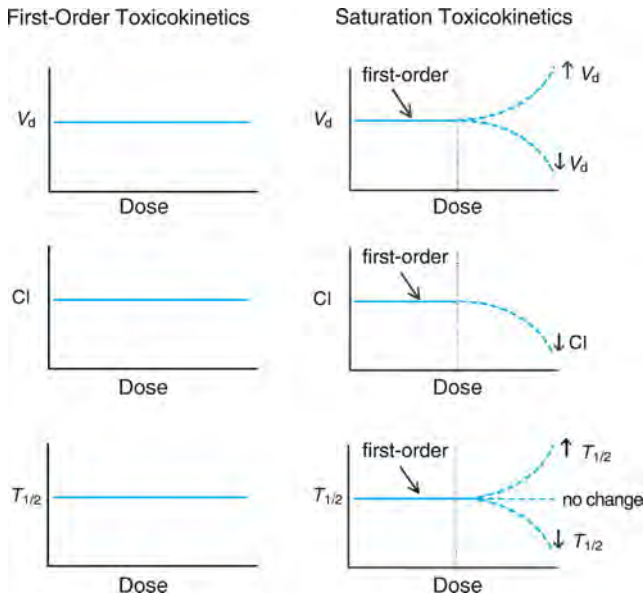 First-Order Toxicokinetics
Saturation Toxicokinetics
Vd
Dose
first-order
Vd
↑ Vd
↓ Vd
Dose
Cl
Dose
first-order
Cl
↓ Cl
Dose
T1/2
Dose
first-order
T1/2
↑ T1/2
no change
↓ T1/2
Dose